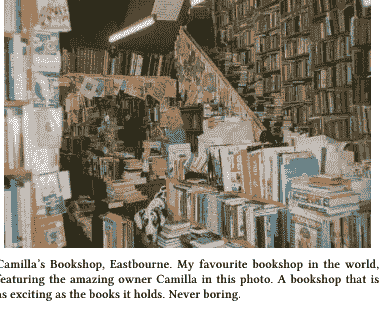 Camilla's Bookshop, Eastbourne. My favourite bookshop in the world,
featuring the amazing owner Camilla in this photo. A bookshop that is
as exciting as the books it holds. Never boring.